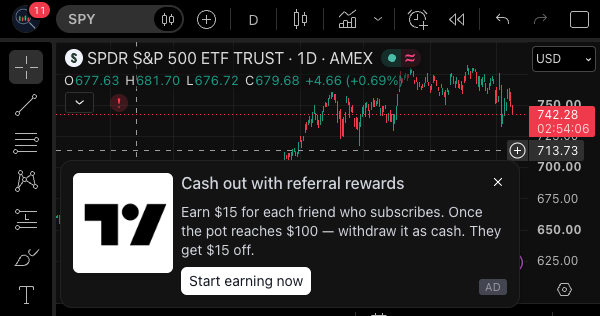 11
SPY
D
SPDR S&P 500 ETF TRUST · 1D · AMEX
USD
O677.63 H681.70 L676.72 C679.68 +4.66 (+0.69%)
750.00
742.28
02:54:06
713.73
700.00
Cash out with referral rewards
675.00
Earn $15 for each friend who subscribes. Once
the pot reaches $100 — withdraw it as cash. They
get $15 off.
650.00
625.00
Start earning now
AD